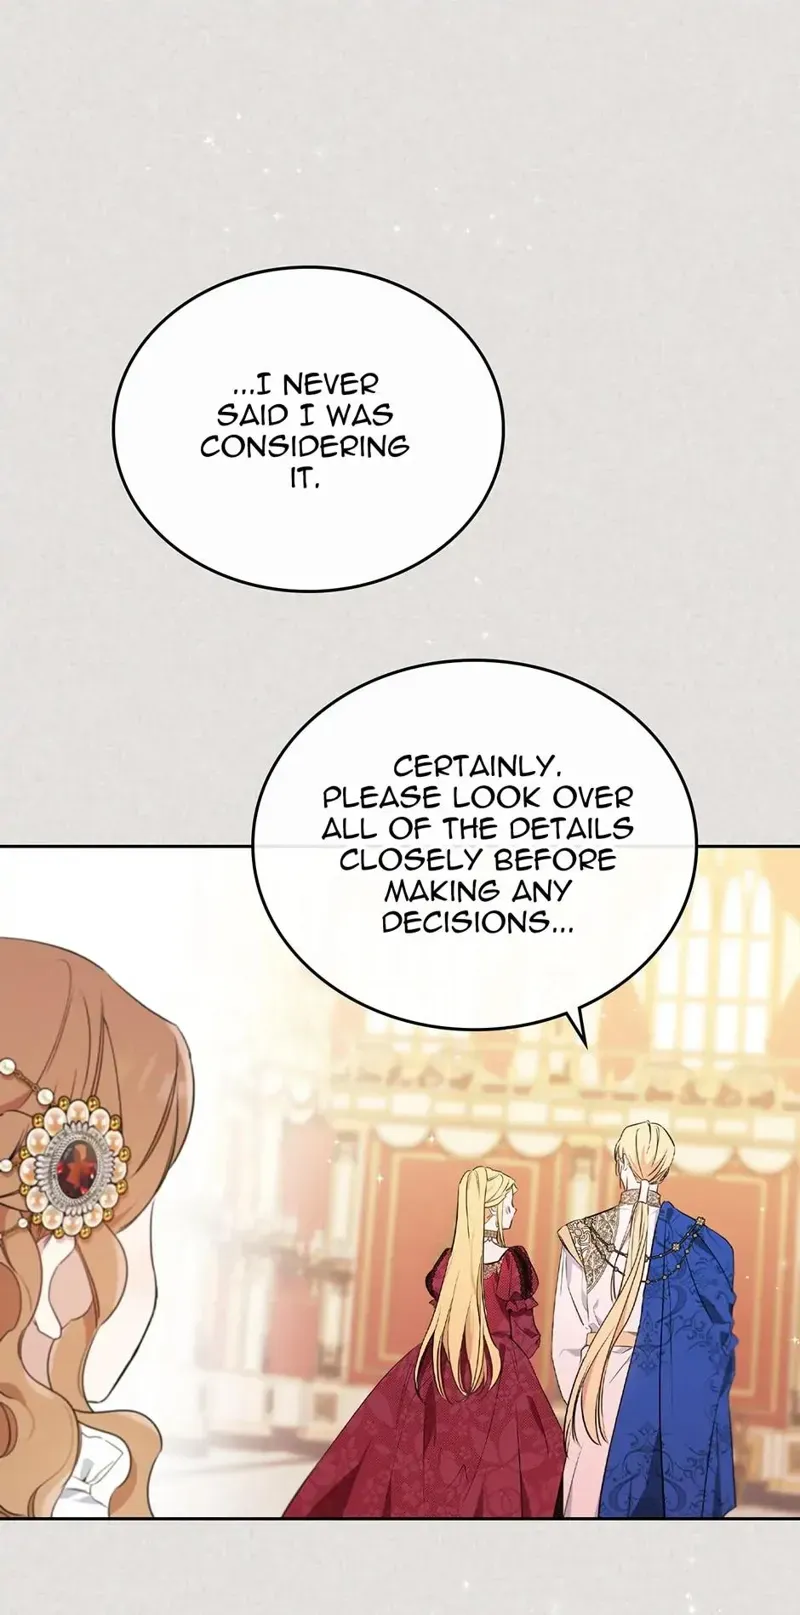 ...I NEVER
SAID I WAS
CONSIDERING
IT.
CERTAINLY.
PLEASE LOOK OVER
ALL OF THE DETAILS
CLOSELY BEFORE
MAKING ANY
DECISIONS...